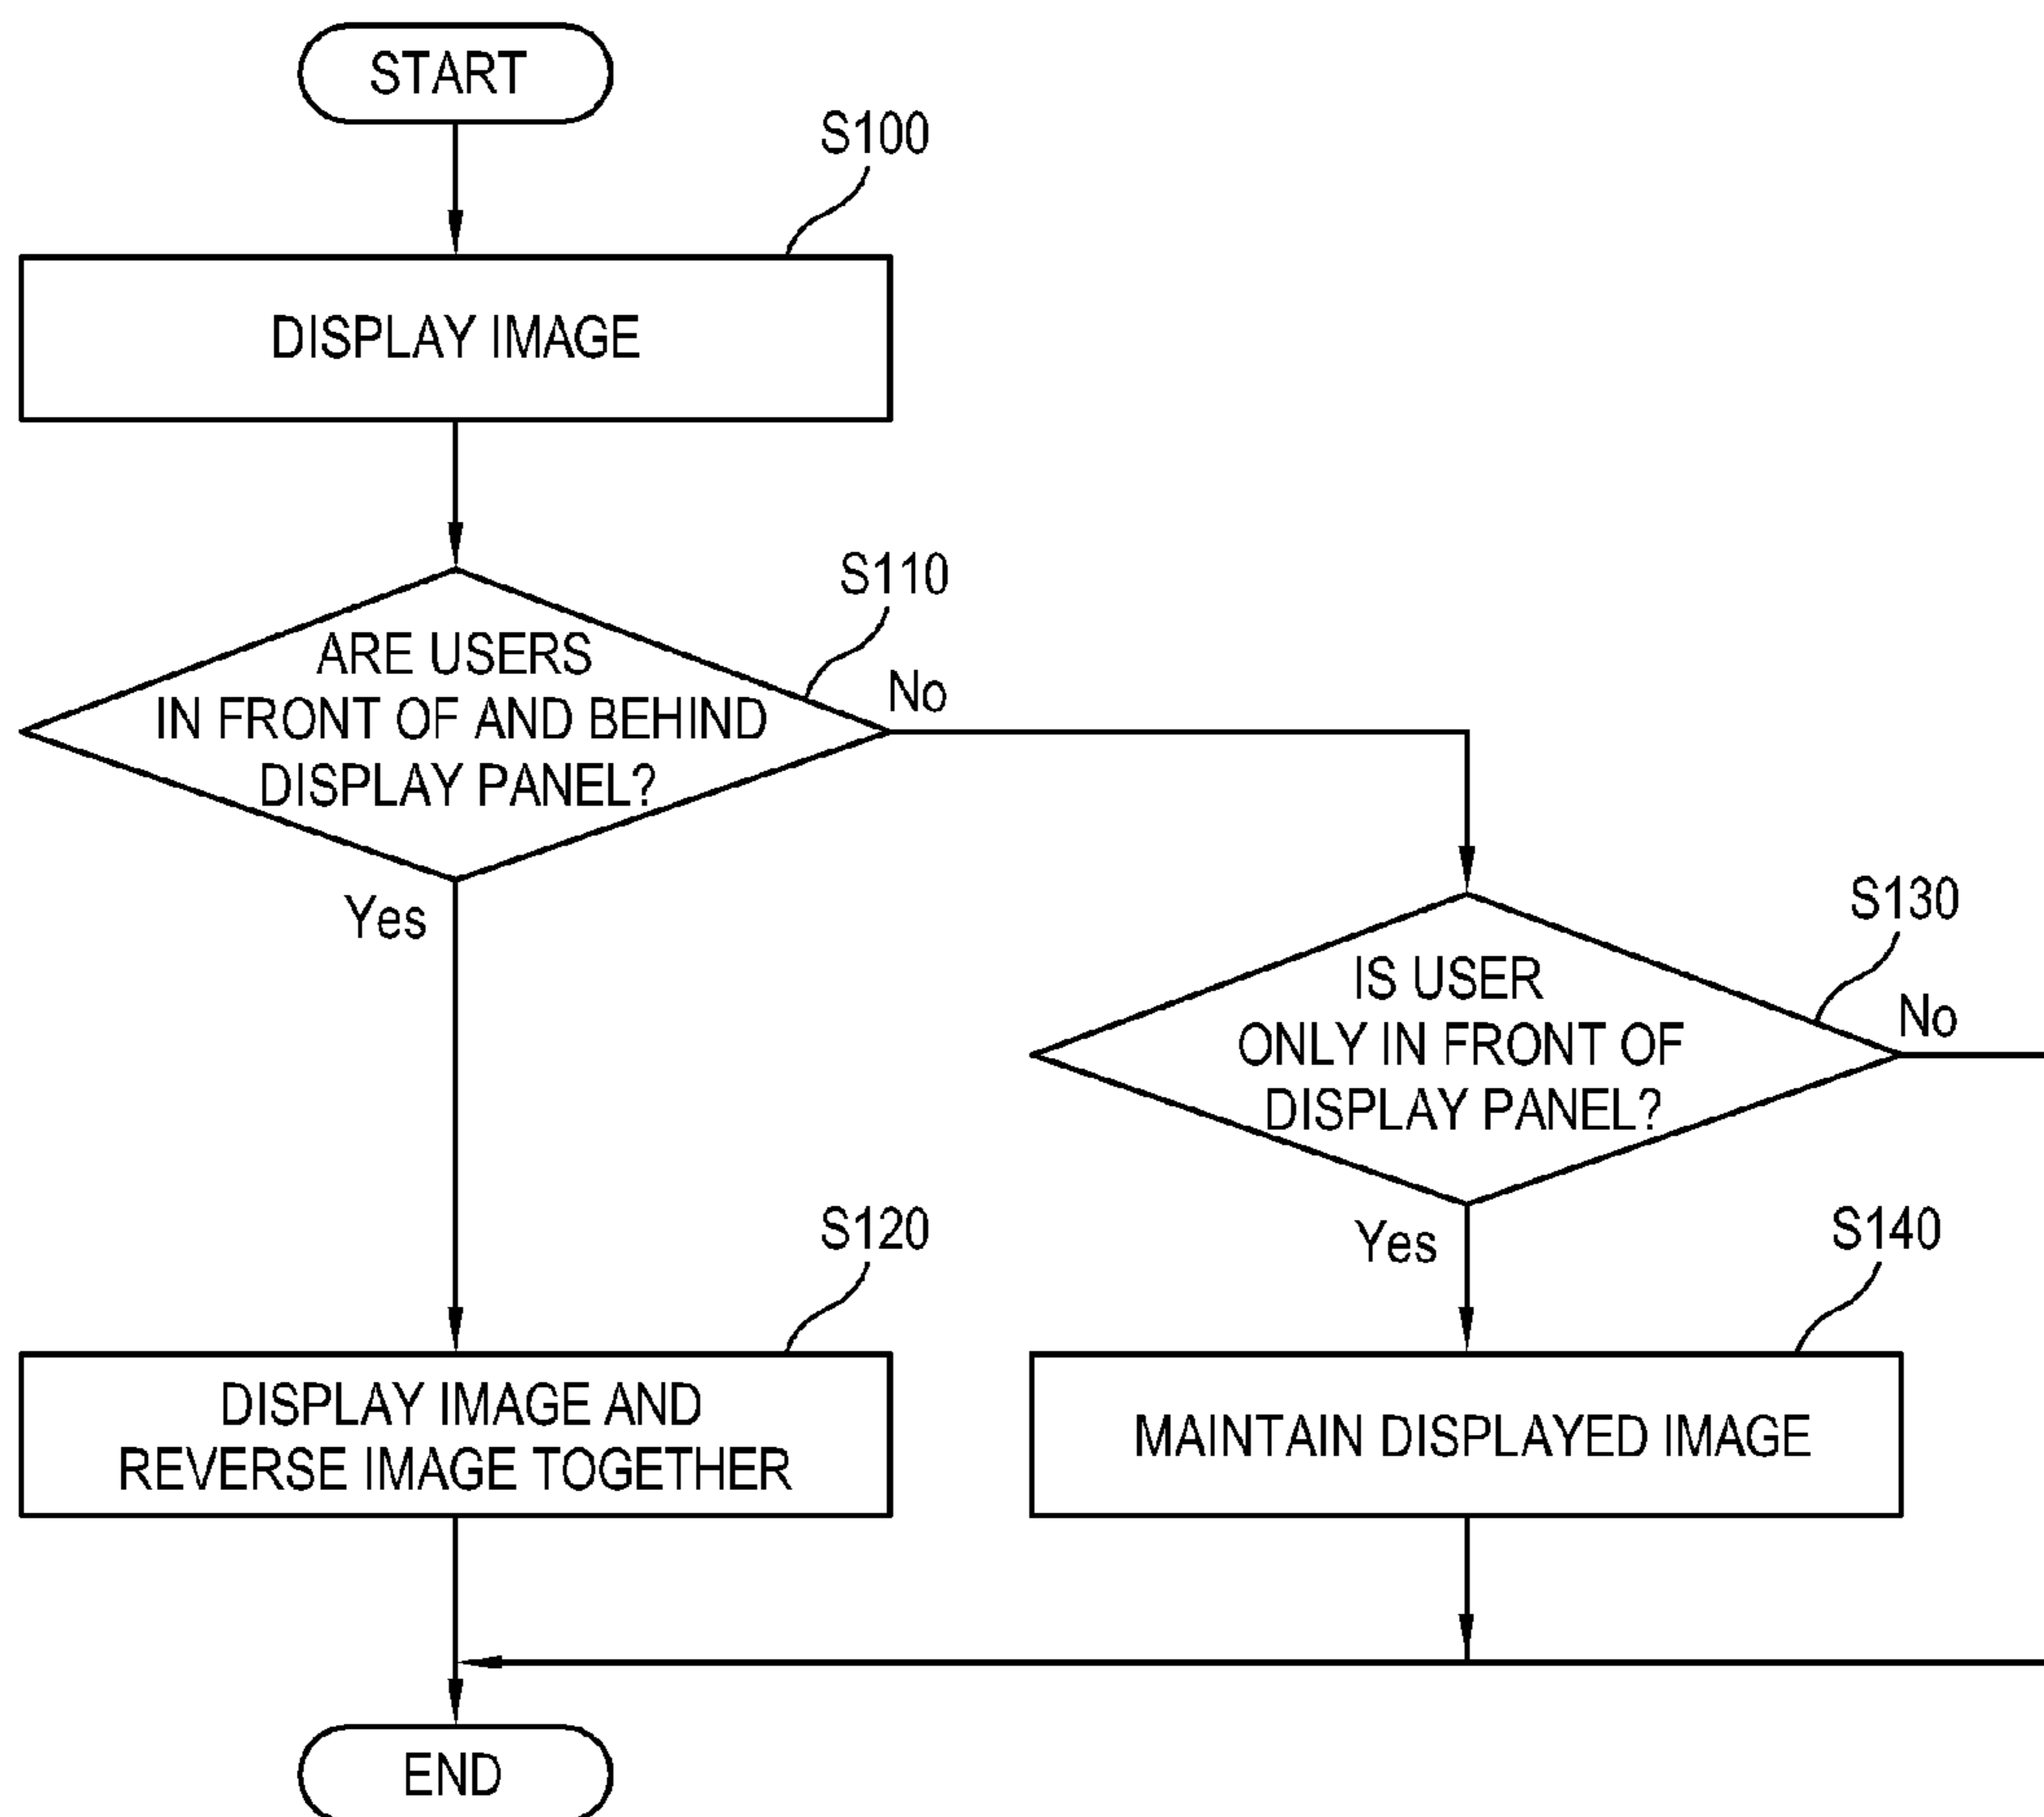 START
S100
DISPLAY IMAGE
S110
ARE USERS
IN FRONT OF AND BEHIND
DISPLAY PANEL?
No
Yes
S130
IS USER
ONLY IN FRONT OF
DISPLAY PANEL?
No
Yes
S120
DISPLAY IMAGE AND
REVERSE IMAGE TOGETHER
S140
MAINTAIN DISPLAYED IMAGE
END